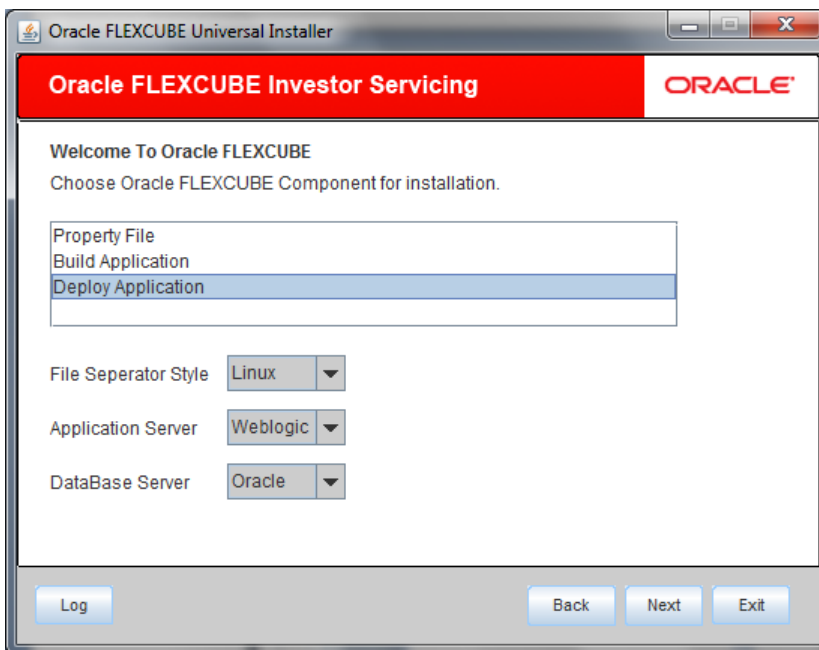 Oracle FLEXCUBE Universal Installer
Oracle FLEXCUBE Investor Servicing
ORACLE
Welcome To Oracle FLEXCUBE
Choose Oracle FLEXCUBE Component for installation.
Property File
Build Application
Deploy Application
File Seperator Style Linux
Application Server Weblogic
DataBase Server Oracle
Log Back Next Exit